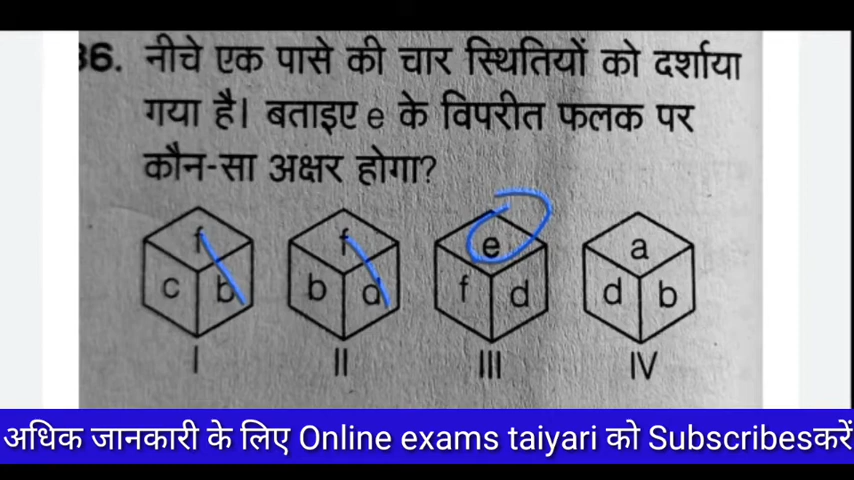 36. नीचे एक पासे की चार स्थितियों को दर्शाया
गया है। बताइए e के विपरीत फलक पर
कौन-सा अक्षर होगा?
f f e a
c b b d f d d b
I II III IV
अधिक जानकारी के लिए Online exams taiyari को Subscribesकरें